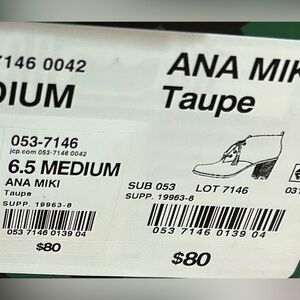 7146 0042
DIUM
ANA MIK
Taupe
053-7146
jcp.com 053-7146 0042
6.5 MEDIUM
ANA MIKI
Taupe
SUPP. 19963-8
053 7146 0139 04
$80
SUB 053
LOT 7146
SUPP. 19963-8
053 7146 0139 04
$80
031